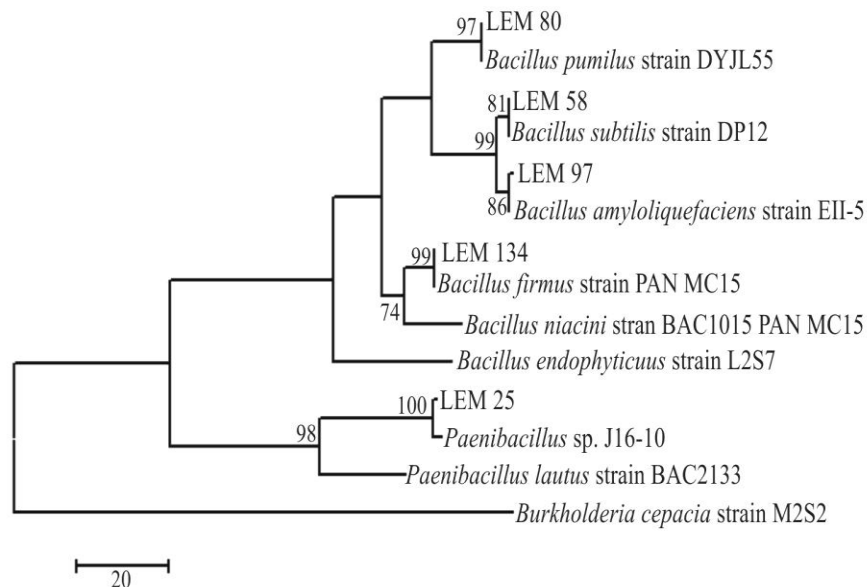 97 LEM 80
Bacillus pumilus strain DYJL55
81 LEM 58
Bacillus subtilis strain DP12
99
LEM 97
86 Bacillus amyloliquefaciens strain EII-5
99 LEM 134
Bacillus firmus strain PAN MC15
74
Bacillus niacini stran BAC1015 PAN MC15
Bacillus endophyticuus strain L2S7
100 LEM 25
98
Paenibacillus sp. J16-10
Paenibacillus lautus strain BAC2133
Burkholderia cepacia strain M2S2
20